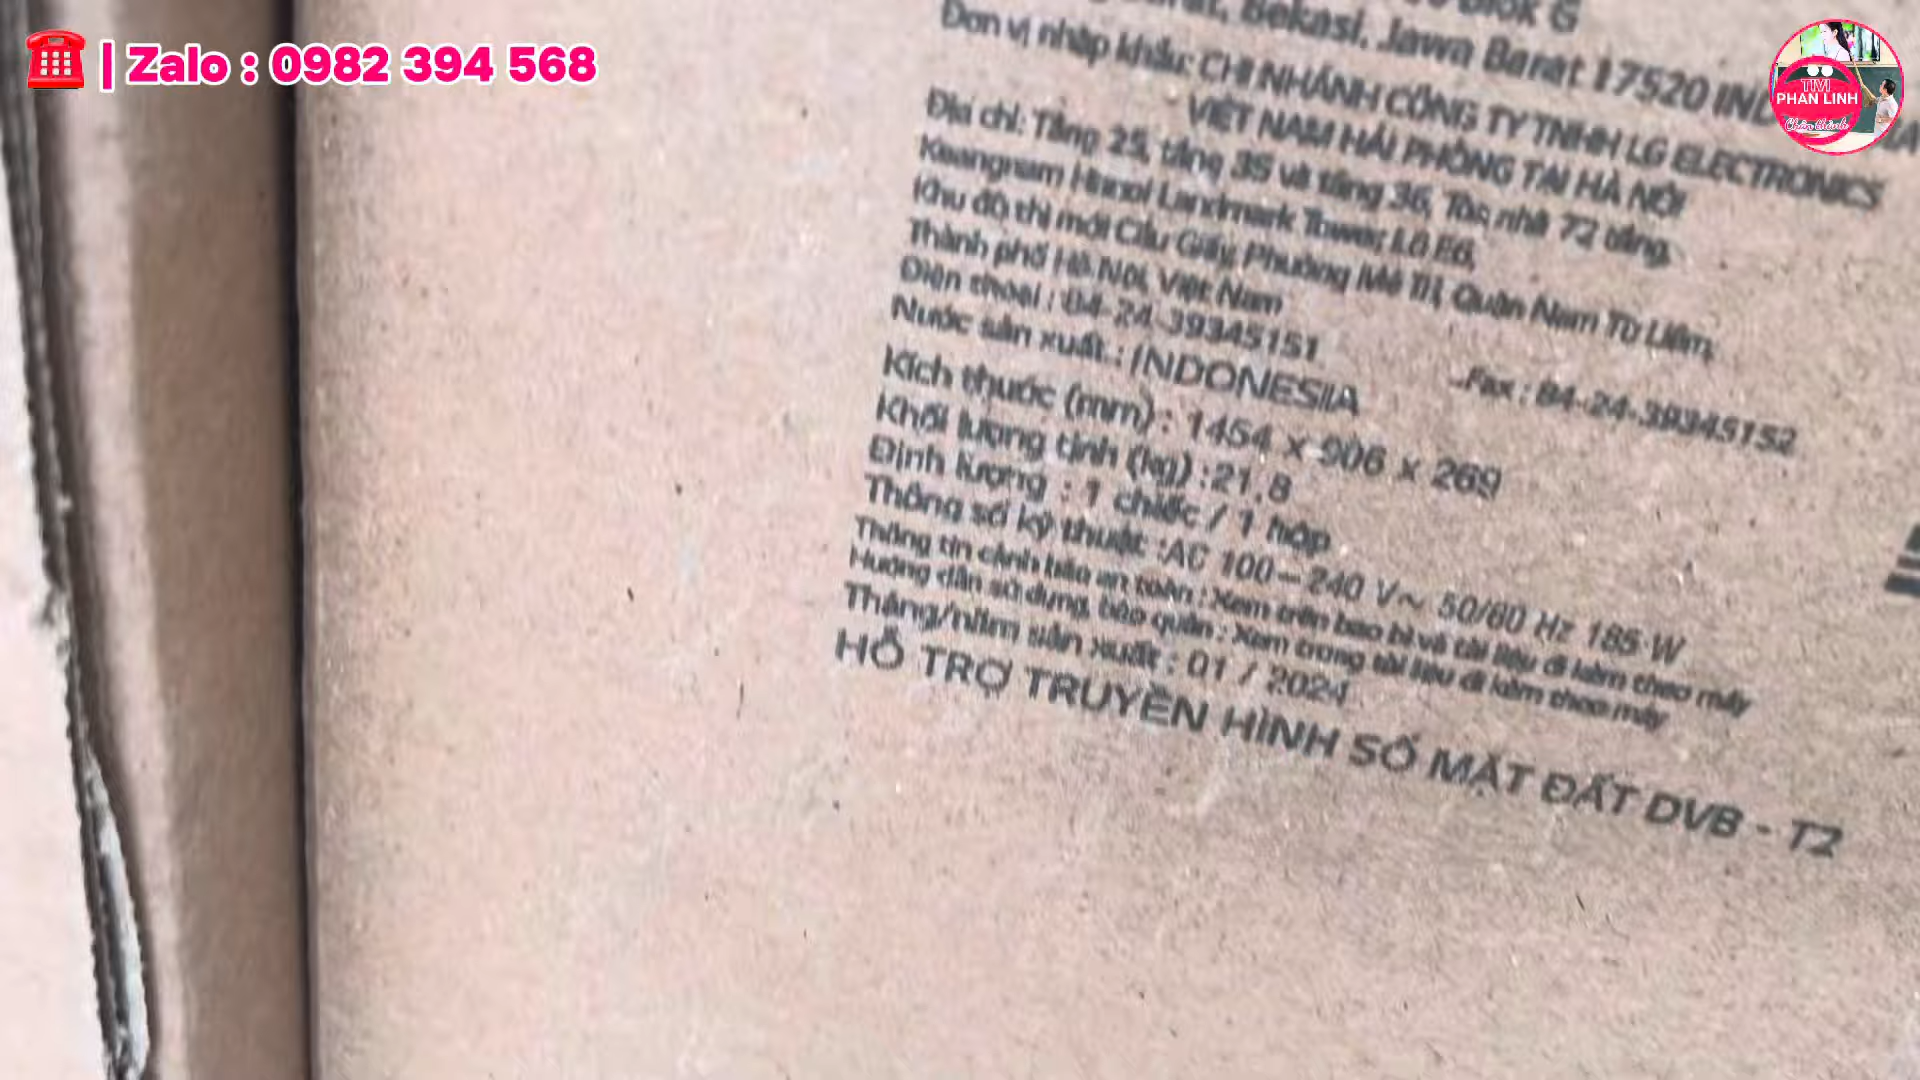 | Zalo : 0982 394 568
TIVI
PHAN LINH
Chân thành
Blok G
Barat, Bekasi, Jawa Barat 17520
Đơn vị nhập khẩu: CHI NHÁNH CÔNG TY TNHH LG ELECTRONICS
VIỆT NAM HẢI PHÒNG TẠI HÀ NỘI
Địa chỉ: Tầng 25, tầng 35 và tầng 36, Tòa nhà 72 tầng,
Keangnam Hanoi Landmark Tower, Lô E6,
Khu đô thị mới Cầu Giấy, Phường Mễ Trì, Quận Nam Từ Liêm,
Thành phố Hà Nội, Việt Nam
Điện thoại : 84-24-39345151 -Fax : 84-24-39345152
Nước sản xuất : INDONESIA
Kích thước (mm) : 1454 x 906 x 269
Khối lượng tịnh (kg) :21.8
Định lượng : 1 chiếc / 1 hộp
Thông số kỹ thuật :AC 100-240 V~ 50/60 Hz 185 W
Thông tin cảnh báo an toàn : Xem trên bao bì và tài liệu đi kèm theo máy
Hướng dẫn sử dụng, bảo quản : Xem trong tài liệu đi kèm theo máy
Tháng/năm sản xuất : 01 / 2024
HỖ TRỢ TRUYỀN HÌNH SỐ MẶT ĐẤT DVB - T2